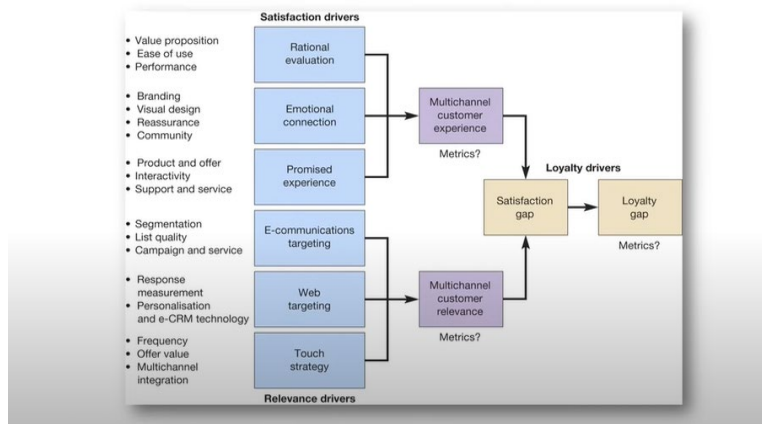 Satisfaction drivers
• Value proposition
• Ease of use
• Performance
Rational
evaluation
• Branding
• Visual design
• Reassurance
• Community
Emotional
connection
Multichannel
customer
experience
Metrics?
• Product and offer
• Interactivity
• Support and service
Promised
experience
Loyalty drivers
Satisfaction
gap
Loyalty
gap
Metrics?
• Segmentation
• List quality
• Campaign and service
E-communications
targeting
• Response
measurement
• Personalisation
and e-CRM technology
Web
targeting
Multichannel
customer
relevance
Metrics?
• Frequency
• Offer value
• Multichannel
integration
Touch
strategy
Relevance drivers